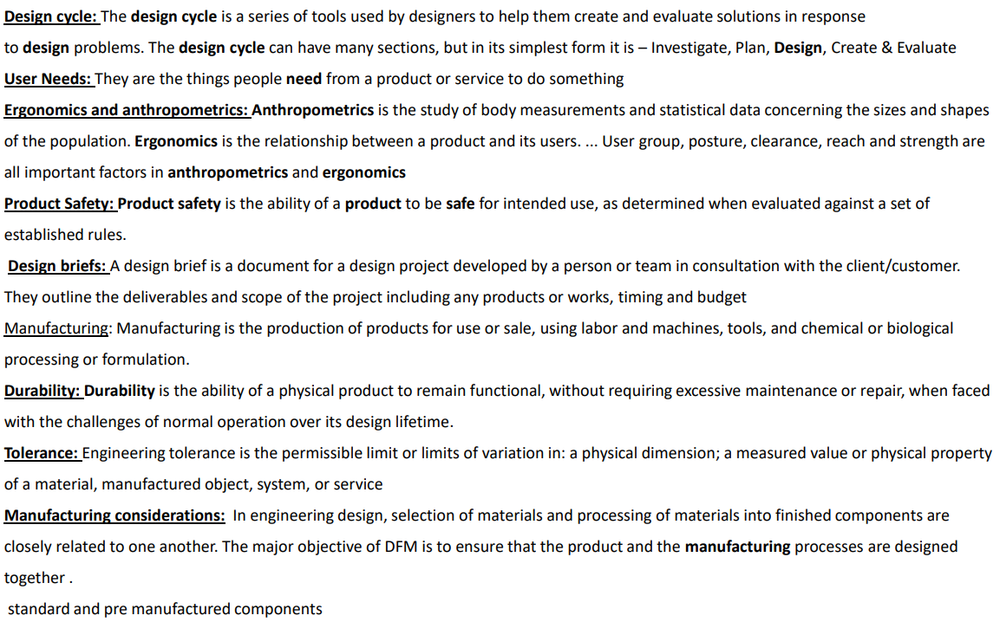 Design cycle: The design cycle is a series of tools used by designers to help them create and evaluate solutions in response
to design problems. The design cycle can have many sections, but in its simplest form it is – Investigate, Plan, Design, Create & Evaluate
User Needs: They are the things people need from a product or service to do something
Ergonomics and anthropometrics: Anthropometrics is the study of body measurements and statistical data concerning the sizes and shapes
of the population. Ergonomics is the relationship between a product and its users. ... User group, posture, clearance, reach and strength are
all important factors in anthropometrics and ergonomics
Product Safety: Product safety is the ability of a product to be safe for intended use, as determined when evaluated against a set of
established rules.
Design briefs: A design brief is a document for a design project developed by a person or team in consultation with the client/customer.
They outline the deliverables and scope of the project including any products or works, timing and budget
Manufacturing: Manufacturing is the production of products for use or sale, using labor and machines, tools, and chemical or biological
processing or formulation.
Durability: Durability is the ability of a physical product to remain functional, without requiring excessive maintenance or repair, when faced
with the challenges of normal operation over its design lifetime.
Tolerance: Engineering tolerance is the permissible limit or limits of variation in: a physical dimension; a measured value or physical property
of a material, manufactured object, system, or service
Manufacturing considerations: In engineering design, selection of materials and processing of materials into finished components are
closely related to one another. The major objective of DFM is to ensure that the product and the manufacturing processes are designed
together .
standard and pre manufactured components